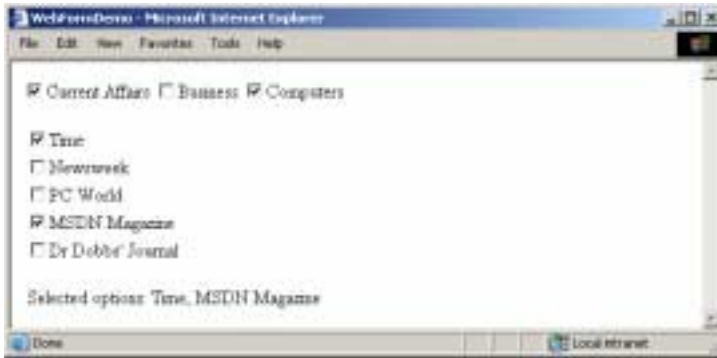 WebFormDemo - Microsoft Internet Explorer
File Edit View Favorites Tools Help
Current Affairs Business Computers
Time
Newsweek
PC World
MSDN Magazine
Dr Dobbs' Journal
Selected options: Time, MSDN Magazine
Done Local intranet